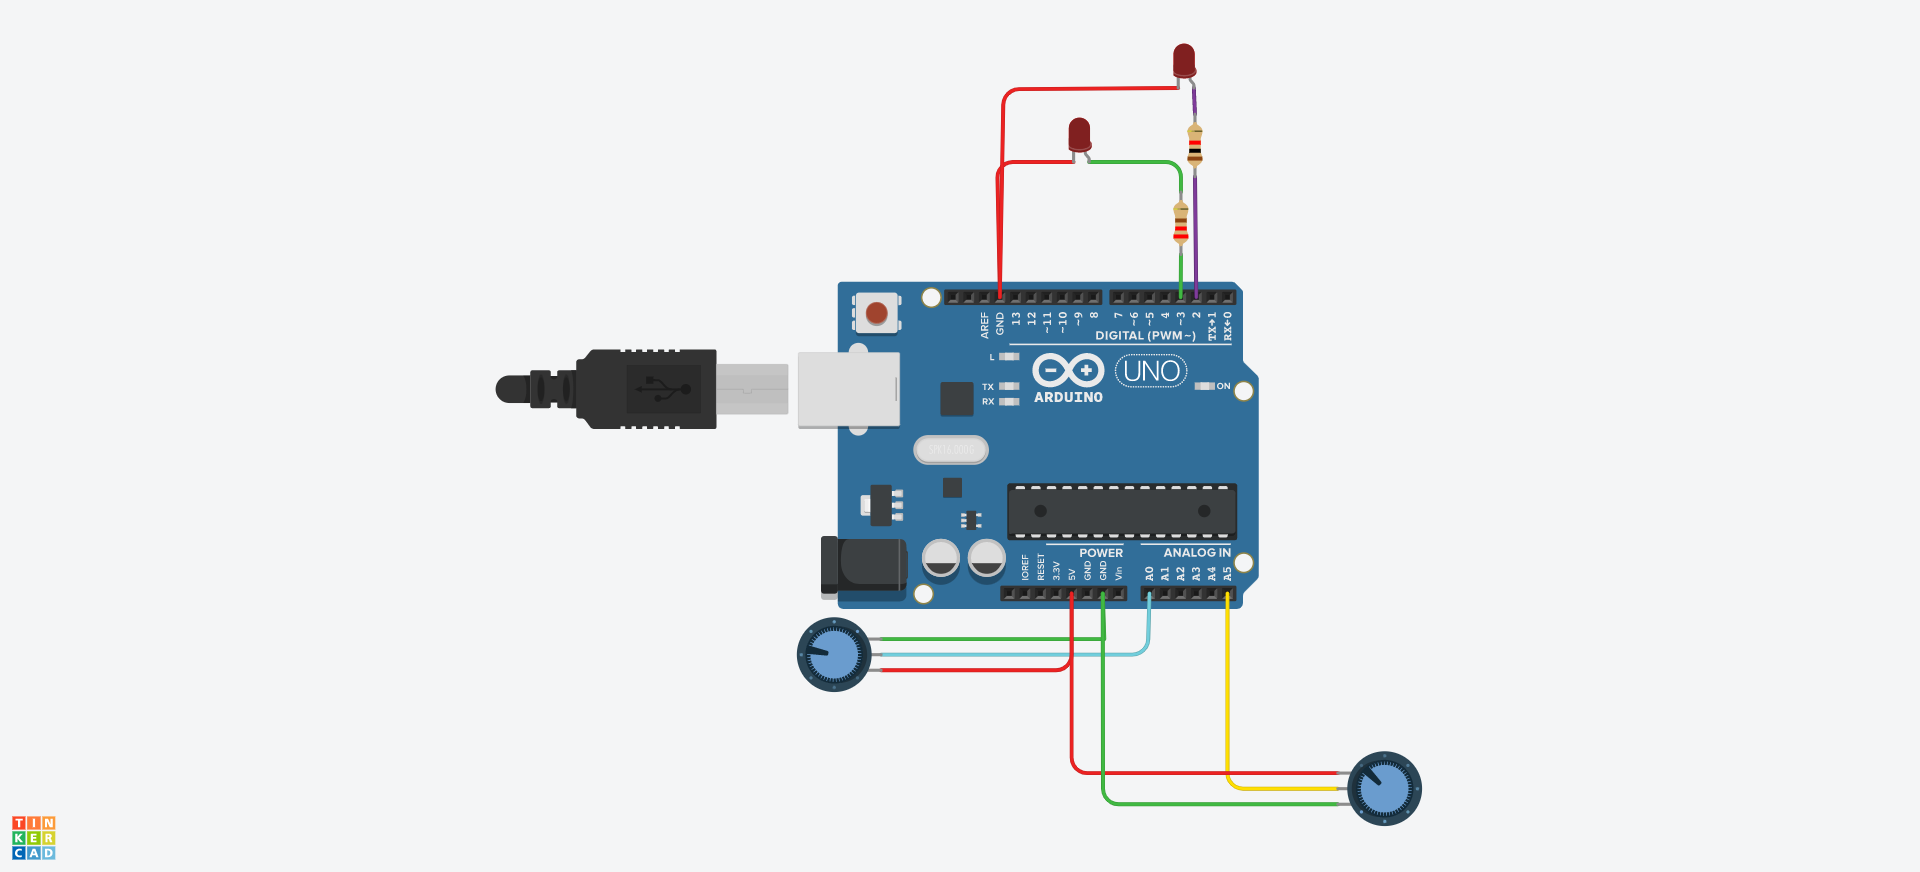 AREF
GND
13
12
~11
~10
~9
8
7
~6
~5
4
~3
2
TX→1
RX←0
DIGITAL (PWM~)
L
TX
RX
ARDUINO
UNO
ON
POWER
ANALOG IN
IOREF
RESET
3.3V
5V
GND
GND
Vin
A0
A1
A2
A3
A4
A5
TIN
KER
CAD